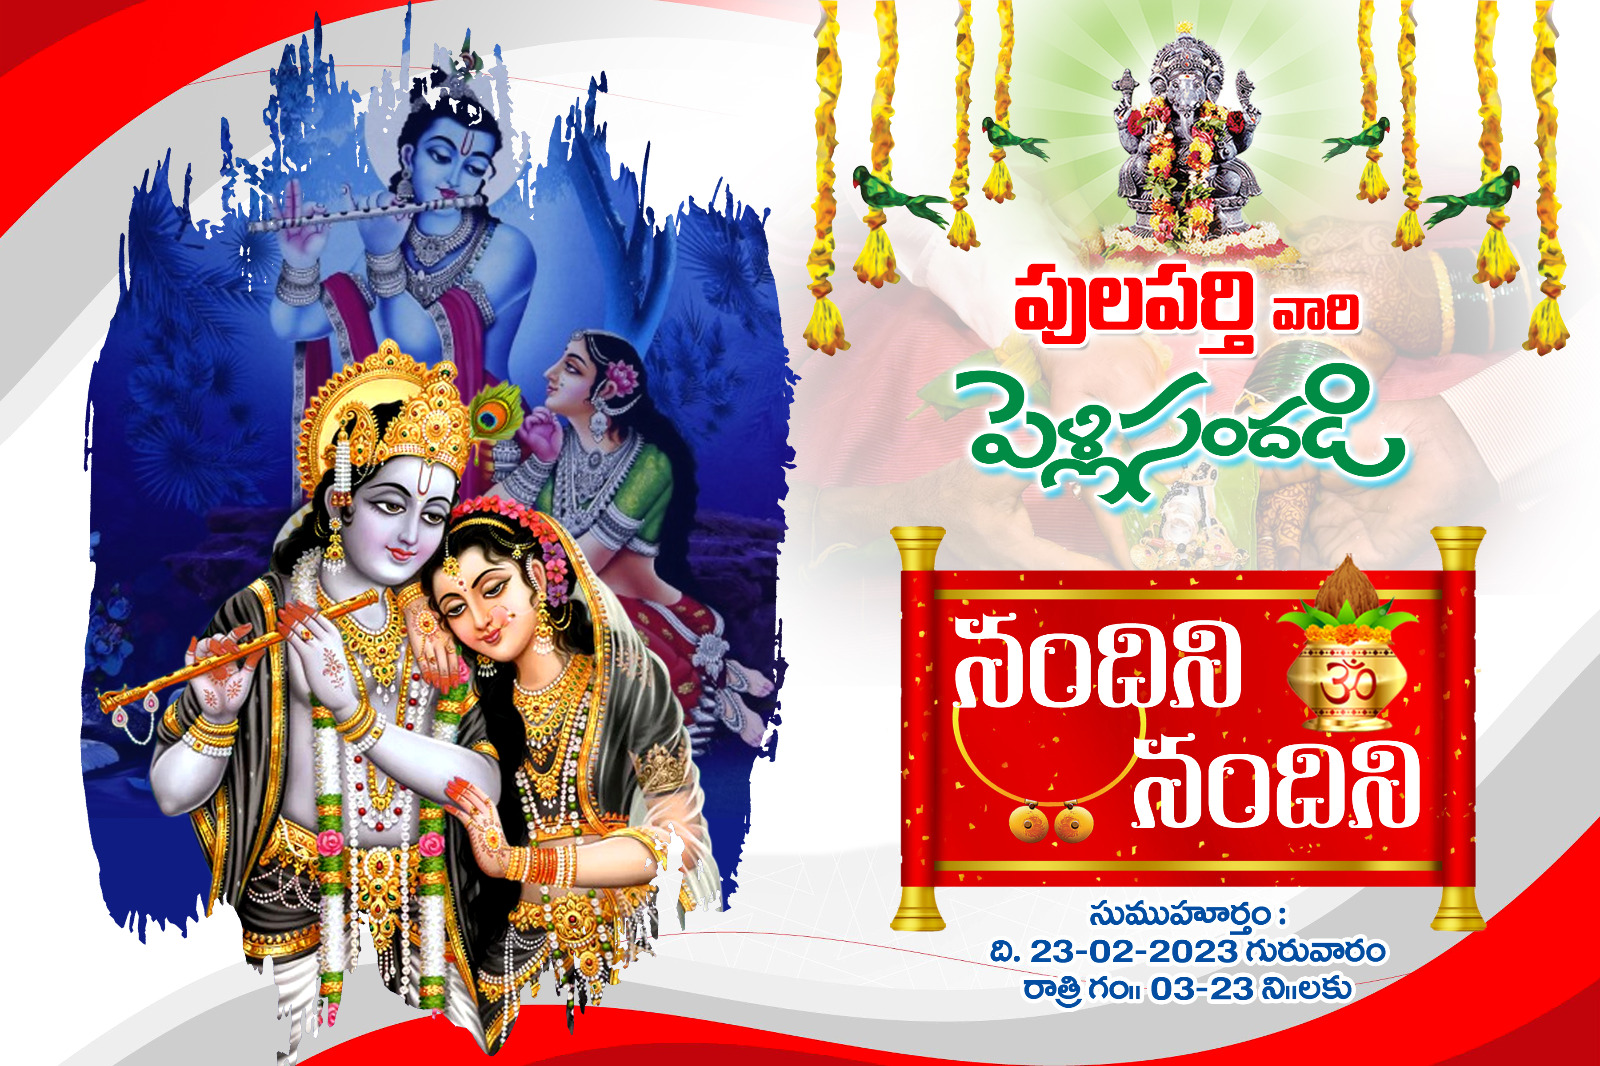 పులపర్తి వారి
పెళ్లిసందడి
నందిని
ॐ
నందిని
సుముహూర్తం :
ది. 23-02-2023 గురువారం
రాత్రి గం॥ 03-23 ని॥లకు